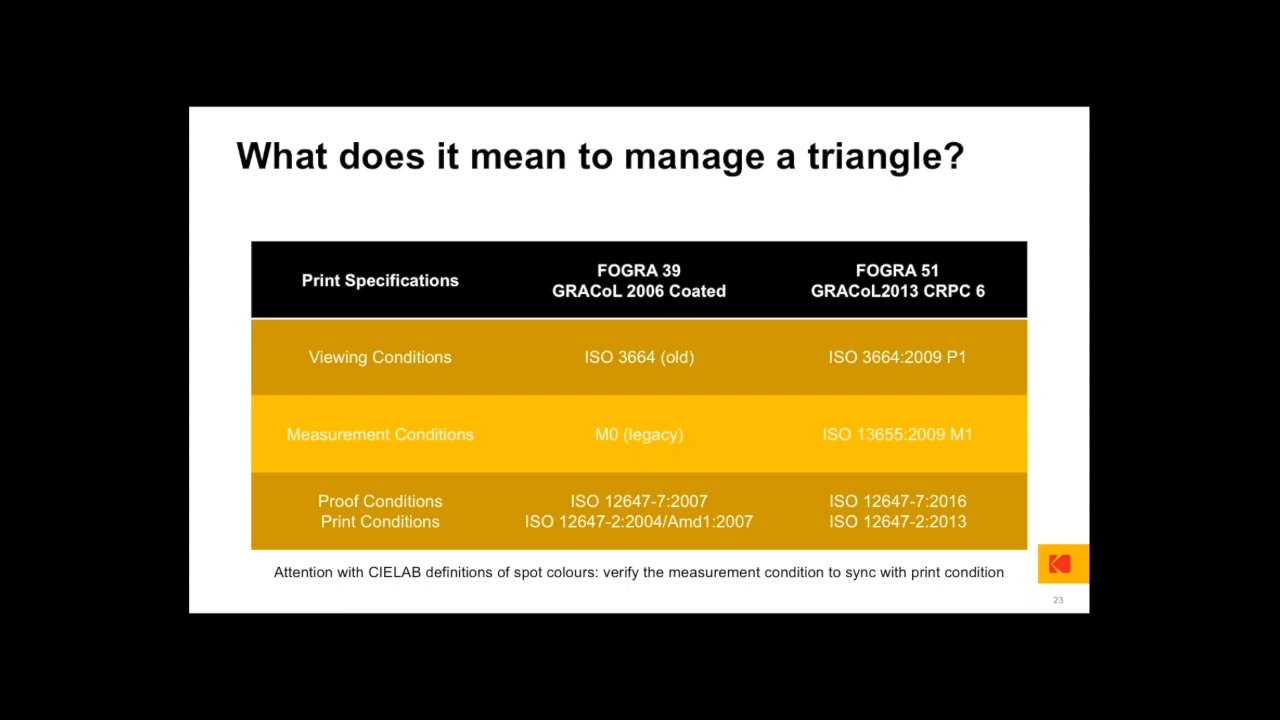 What does it mean to manage a triangle?
Print Specifications
FOGRA 39
GRACoL 2006 Coated
FOGRA 51
GRACoL2013 CRPC 6
Viewing Conditions
ISO 3664 (old)
ISO 3664:2009 P1
Measurement Conditions
M0 (legacy)
ISO 13655:2009 M1
Proof Conditions
Print Conditions
ISO 12647-7:2007
ISO 12647-2:2004/Amd1:2007
ISO 12647-7:2016
ISO 12647-2:2013
Attention with CIELAB definitions of spot colours: verify the measurement condition to sync with print condition
23